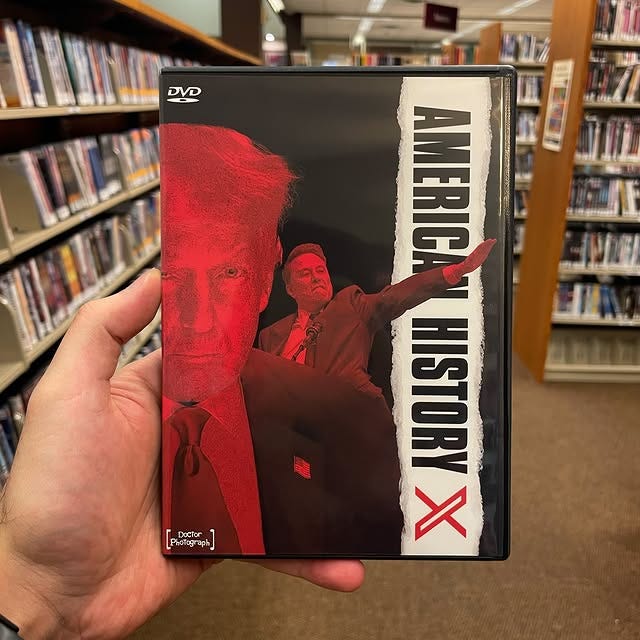 DVD
AMERICAN HISTORY X
[Doctor
Photograph]